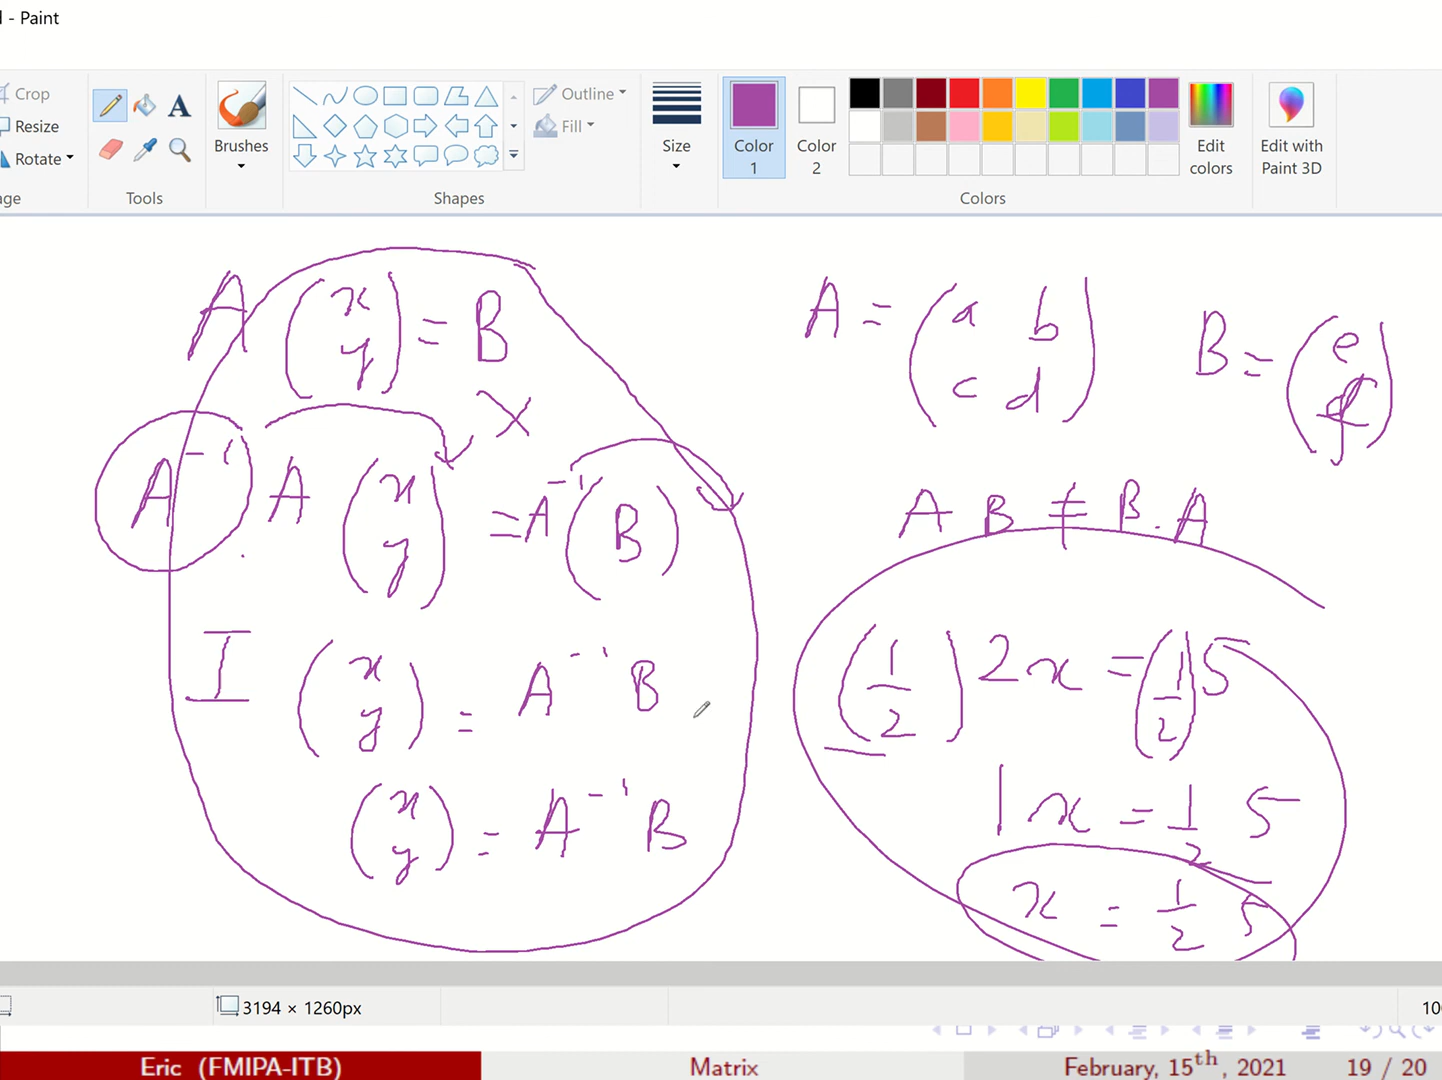 d - Paint
Crop
Resize
Rotate
age
Tools
Brushes
Shapes
Outline
Fill
Size
Color 1
Color 2
Colors
Edit colors
Edit with Paint 3D
A (x y) = B
X
A⁻¹ A (x y) = A⁻¹ (B)
I (x y) = A⁻¹ B
(x y) = A⁻¹ B
A = (a b c d)
B = (e f)
A B ≠ B . A
(1/2) 2x = (1/2) 5
1x = 1/2 5
x = 1/2 5
3194 × 1260px
10
Eric (FMIPA-ITB)
Matrix
February, 15th, 2021
19 / 20